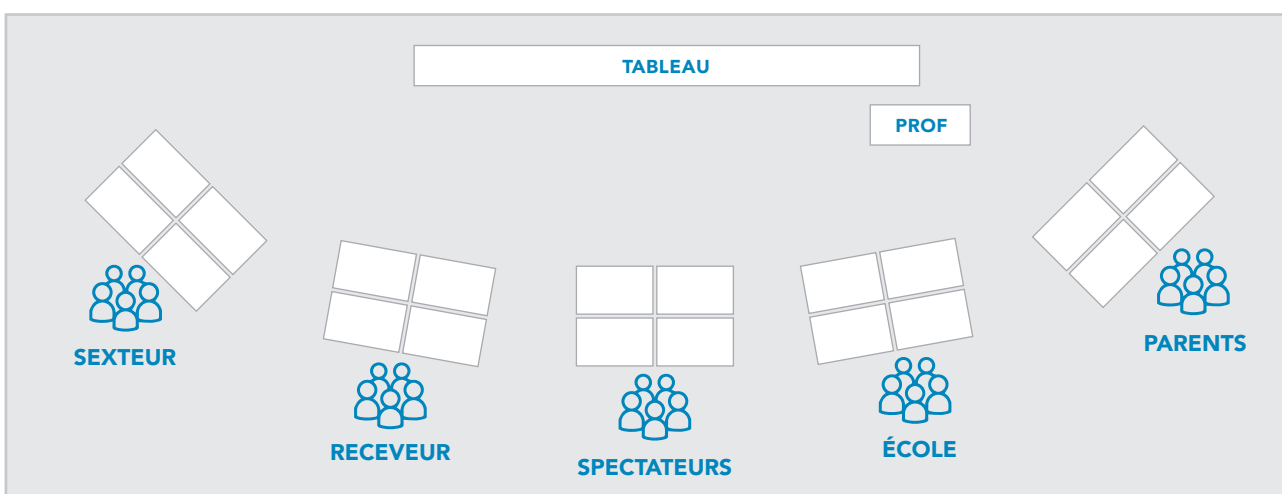 TABLEAU
PROF
SEXTEUR
RECEVEUR
SPECTATEURS
ÉCOLE
PARENTS